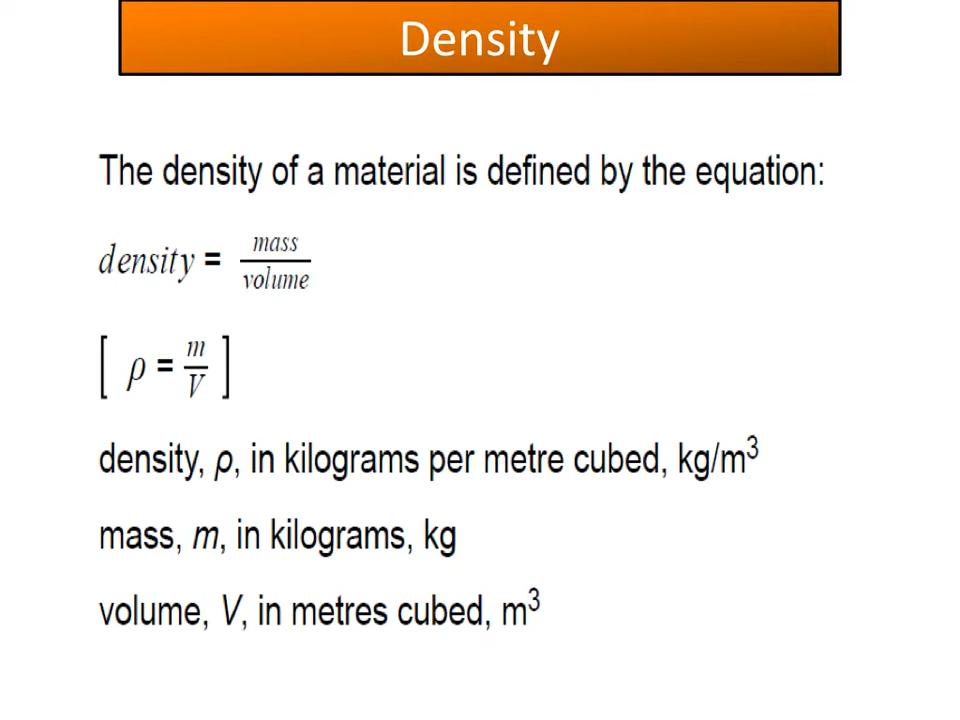 Density
The density of a material is defined by the equation:
density = mass/volume
[ ρ = m/V ]
density, ρ, in kilograms per metre cubed, kg/m³
mass, m, in kilograms, kg
volume, V, in metres cubed, m³